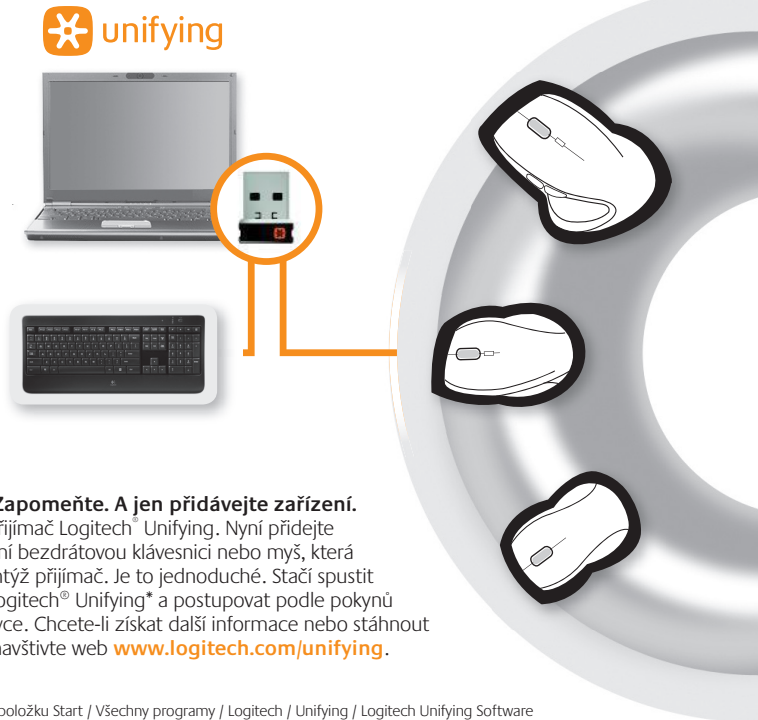 unifying
Zapomeňte. A jen přidávejte zařízení.
řijímač Logitech® Unifying. Nyní přidejte
ní bezdrátovou klávesnici nebo myš, která
ntýž přijímač. Je to jednoduché. Stačí spustit
ogitech® Unifying* a postupovat podle pokynů
vce. Chcete-li získat další informace nebo stáhnout
navštivte web www.logitech.com/unifying.
položku Start / Všechny programy / Logitech / Unifying / Logitech Unifying Software